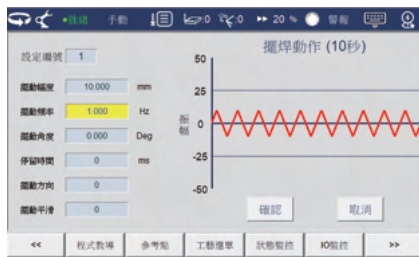 就緒 手動 :0 :0 20 % 警報
擺焊動作 (10秒)
設定編號 1
擺動幅度 10.000 mm
擺動頻率 1.000 Hz
擺動角度 0.000 Deg
停留時間 0 ms
擺動方向 0
擺動平滑 0
振幅
50
25
0
-25
-50
確認 取消
<< 程式教導 參考點 工藝選單 狀態監控 IO監控 >>